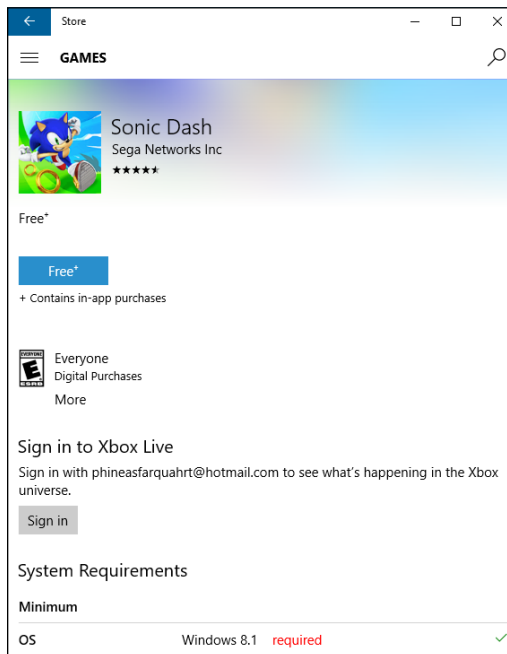 Store
GAMES
Sonic Dash
Sega Networks Inc
Free+
Free+
+ Contains in-app purchases
EVERYONE
E
ESRB
Everyone
Digital Purchases
More
Sign in to Xbox Live
Sign in with phineasfarquahrt@hotmail.com to see what's happening in the Xbox
universe.
Sign in
System Requirements
Minimum
OS Windows 8.1 required